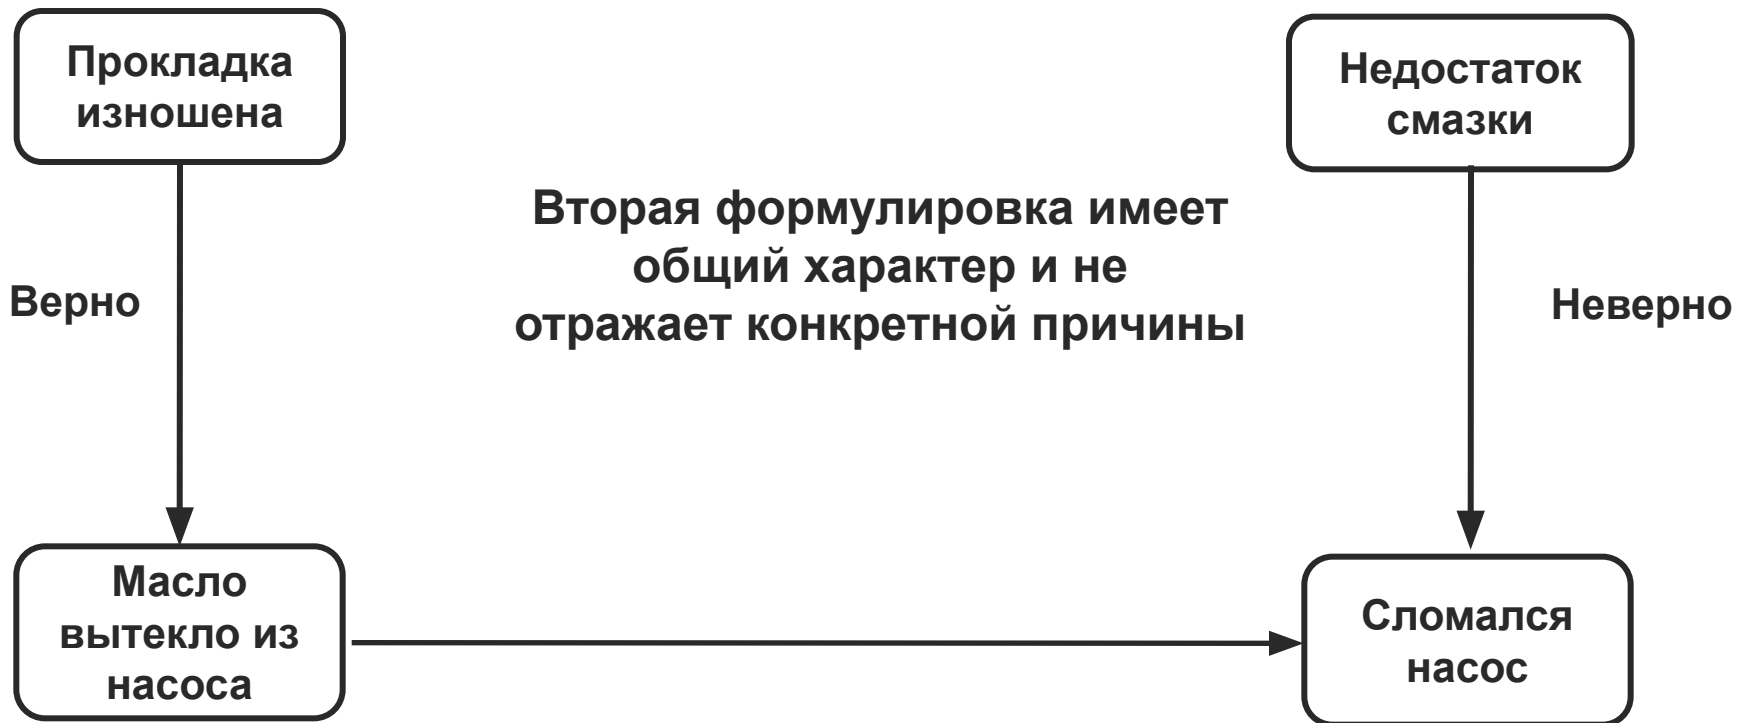 Прокладка
изношена
Недостаток
смазки
Вторая формулировка имеет
общий характер и не
отражает конкретной причины
Верно
Неверно
Масло
вытекло из
насоса
Сломался
насос